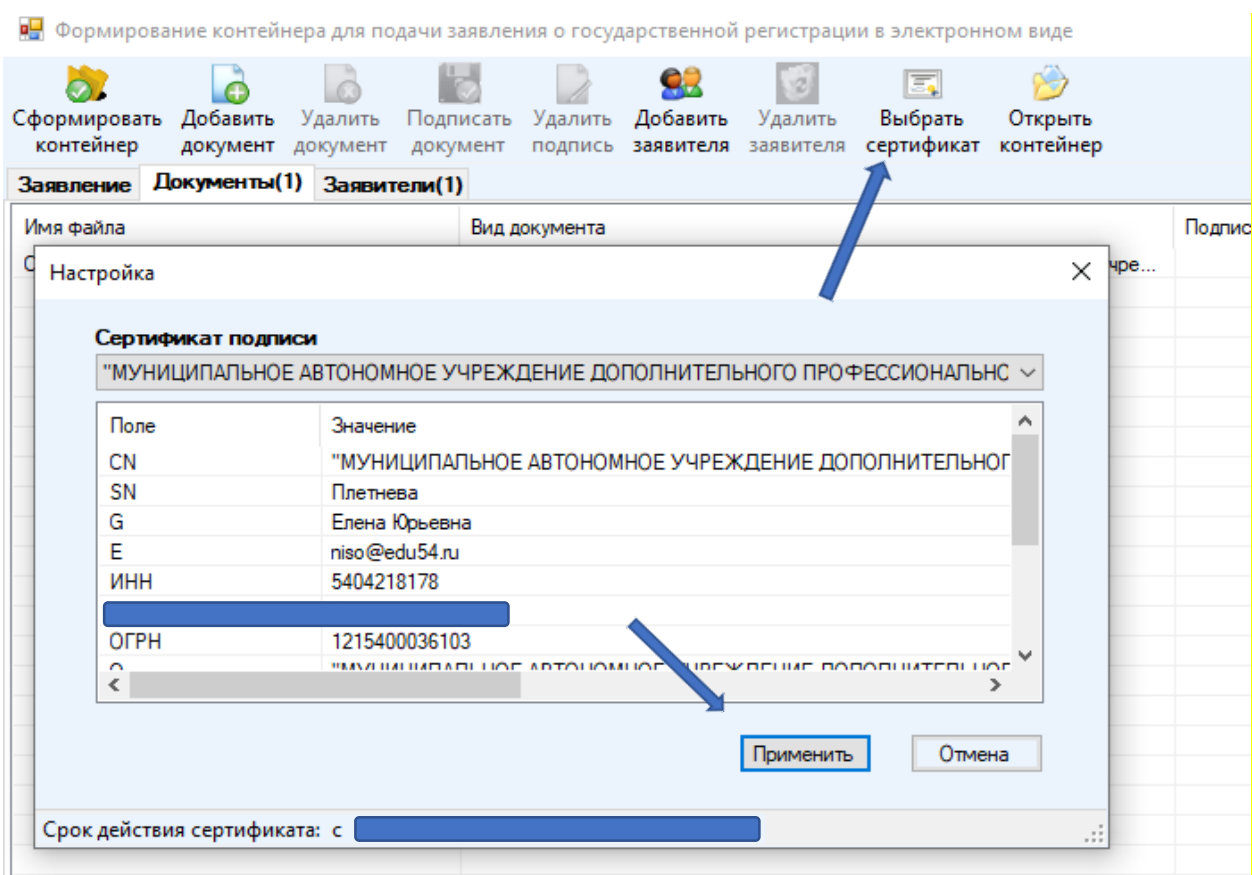 Формирование контейнера для подачи заявления о государственной регистрации в электронном виде
Сформировать контейнер
Добавить документ
Удалить документ
Подписать документ
Удалить подпись
Добавить заявителя
Удалить заявителя
Выбрать сертификат
Открыть контейнер
Заявление Документы(1) Заявители(1)
Имя файла Вид документа Подпис
чре...
Настройка
Сертификат подписи
"МУНИЦИПАЛЬНОЕ АВТОНОМНОЕ УЧРЕЖДЕНИЕ ДОПОЛНИТЕЛЬНОГО ПРОФЕССИОНАЛЬНО
Поле Значение
CN "МУНИЦИПАЛЬНОЕ АВТОНОМНОЕ УЧРЕЖДЕНИЕ ДОПОЛНИТЕЛЬНОГ
SN Плетнева
G Елена Юрьевна
E niso@edu54.ru
ИНН 5404218178
ОГРН 1215400036103
Применить Отмена
Срок действия сертификата: с